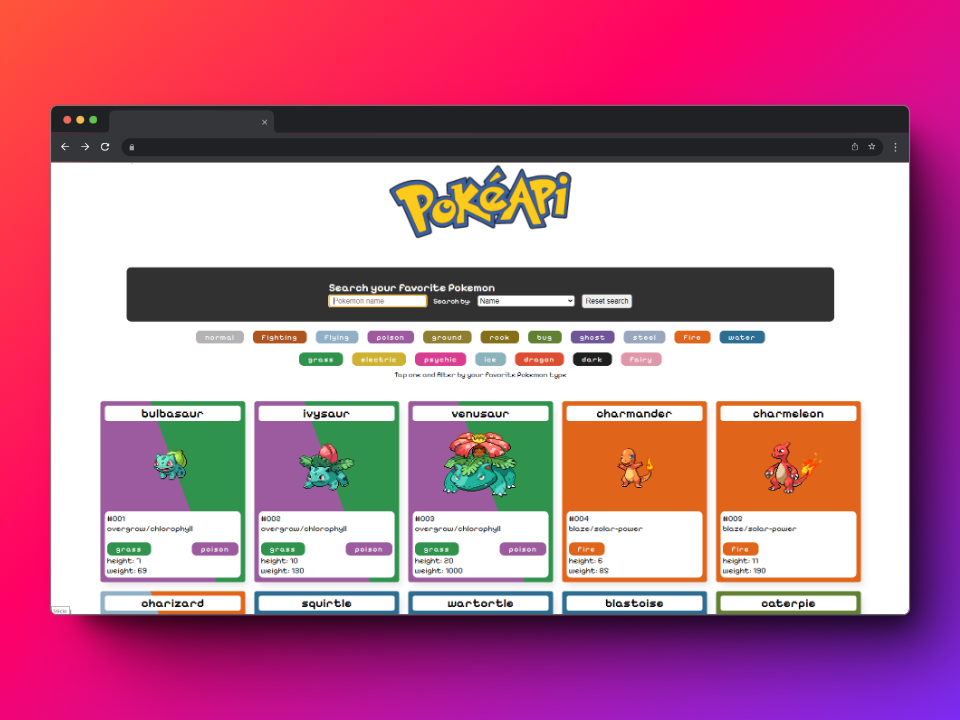 PokéApi
Search your favorite Pokemon
Pokemon name Search by: Name Reset search
normal fighting flying poison ground rock bug ghost steel fire water
grass electric psychic ice dragon dark fairy
Tap one and filter by your favorite Pokemon type
bulbasaur ivysaur venusaur charmander charmeleon
#001 #002 #003 #004 #005
overgrow/chlorophyll overgrow/chlorophyll overgrow/chlorophyll blaze/solar-power blaze/solar-power
grass poison grass poison grass poison fire fire
height: 7 height: 10 height: 20 height: 6 height: 11
weight: 69 weight: 130 weight: 1000 weight: 85 weight: 190
charizard squirtle wartortle blastoise caterpie